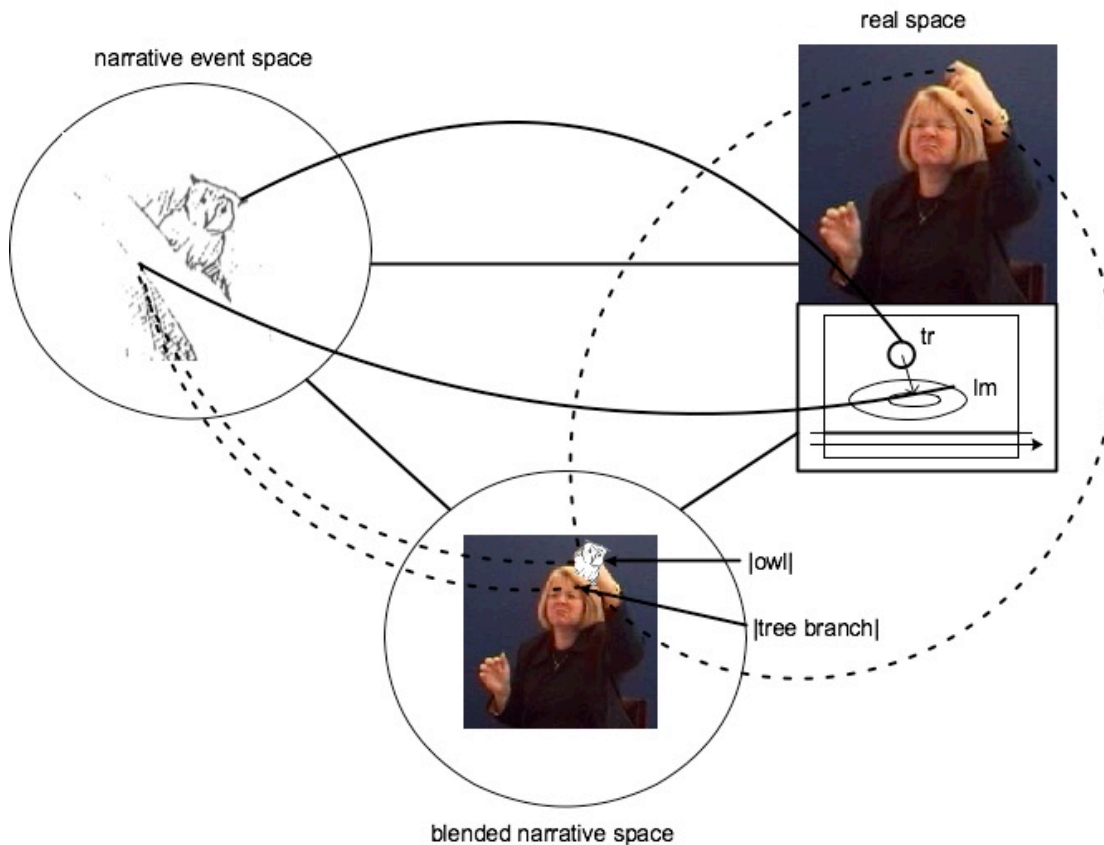 real space
narrative event space
tr
lm
|owl|
|tree branch|
blended narrative space